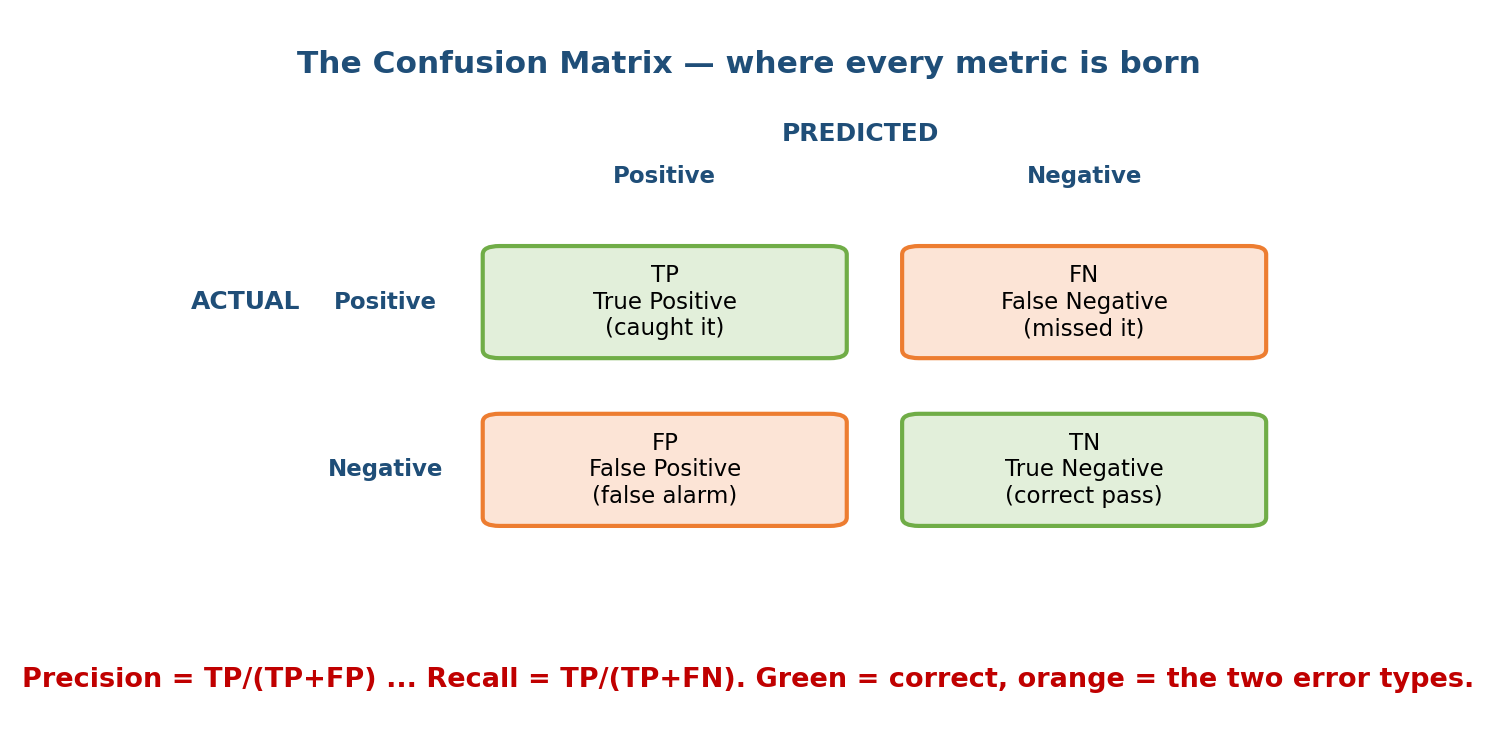 The Confusion Matrix — where every metric is born
PREDICTED
Positive
Negative
ACTUAL
Positive
TP
True Positive
(caught it)
FN
False Negative
(missed it)
Negative
FP
False Positive
(false alarm)
TN
True Negative
(correct pass)
Precision = TP/(TP+FP) ... Recall = TP/(TP+FN). Green = correct, orange = the two error types.